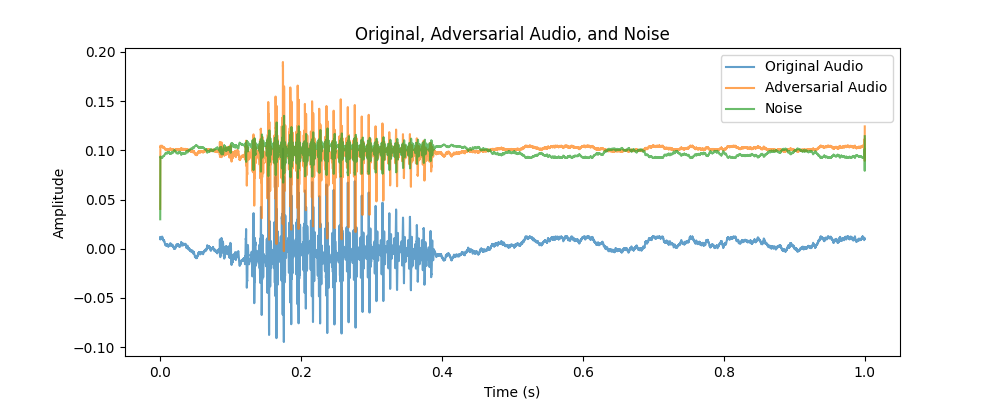 Original, Adversarial Audio, and Noise
Original Audio
Adversarial Audio
Noise
Amplitude
0.20
0.15
0.10
0.05
0.00
−0.05
−0.10
0.0 0.2 0.4 0.6 0.8 1.0
Time (s)